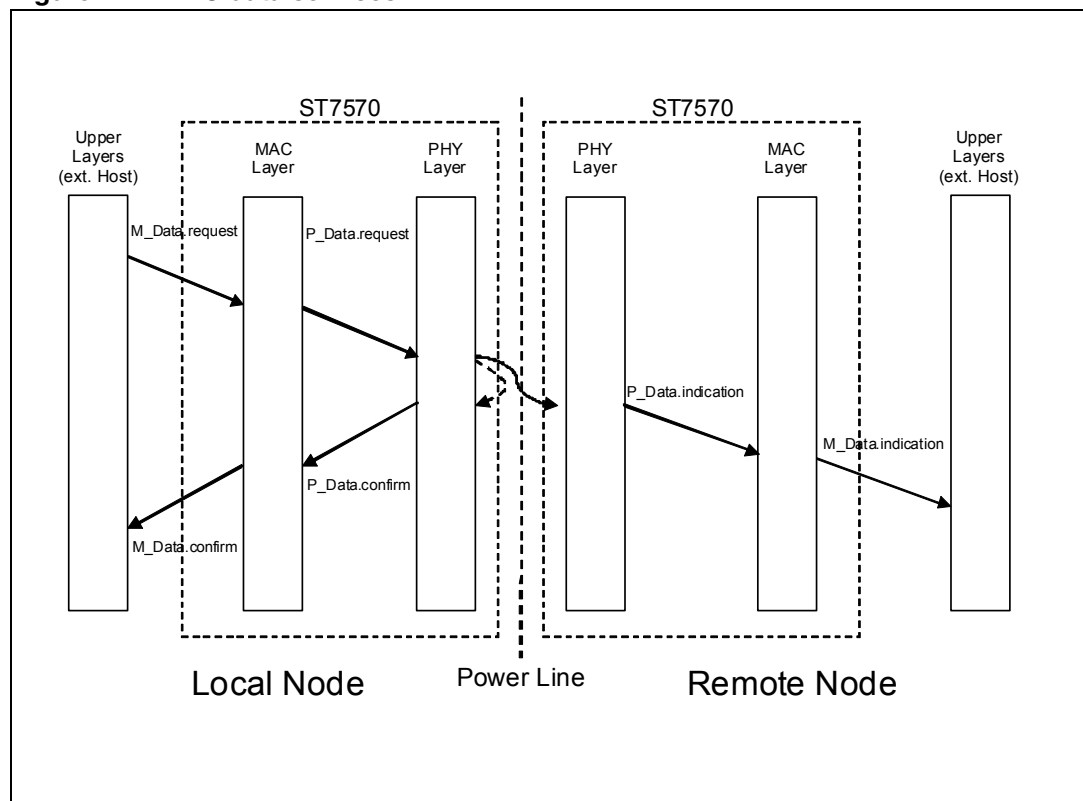 ST7570
ST7570
Upper
Layers
(ext. Host)
MAC
Layer
PHY
Layer
PHY
Layer
MAC
Layer
Upper
Layers
(ext. Host)
M_Data.request
P_Data.request
P_Data.indication
M_Data.indication
P_Data.confirm
M_Data.confirm
Local Node
Power Line
Remote Node